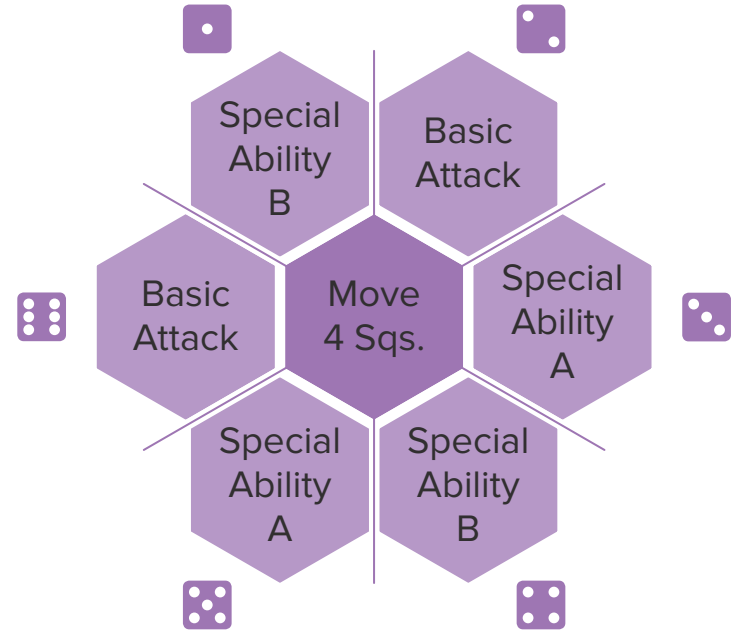 Special
Ability
B
Basic
Attack
Basic
Attack
Move
4 Sqs.
Special
Ability
A
Special
Ability
A
Special
Ability
B